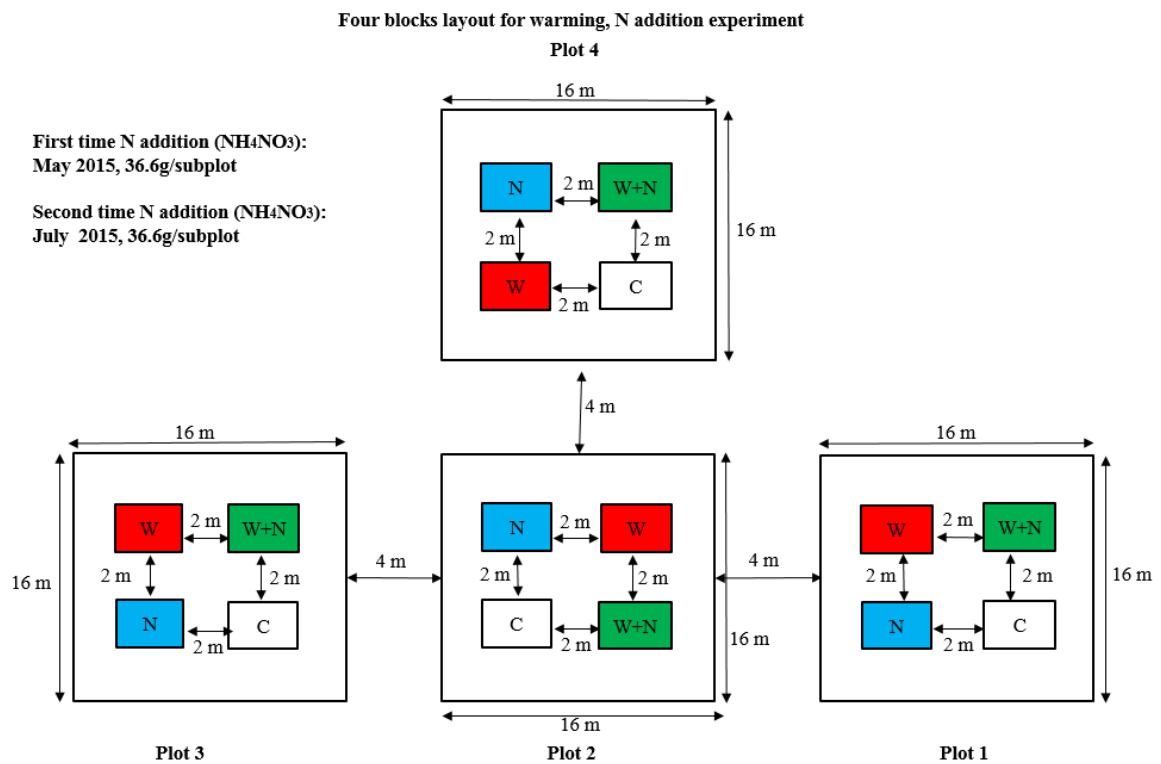 Four blocks layout for warming, N addition experiment
Plot 4
16 m
First time N addition (NH4NO3):
May 2015, 36.6g/subplot
Second time N addition (NH4NO3):
July 2015, 36.6g/subplot
N
2 m
W+N
2 m
2 m
16 m
W
2 m
C
4 m
16 m
16 m
W
2 m
W+N
2 m
2 m
16 m
N
2 m
C
4 m
N
2 m
W
2 m
2 m
C
2 m
W+N
16 m
16 m
4 m
W
2 m
W+N
2 m
2 m
16 m
N
2 m
C
Plot 3
Plot 2
Plot 1